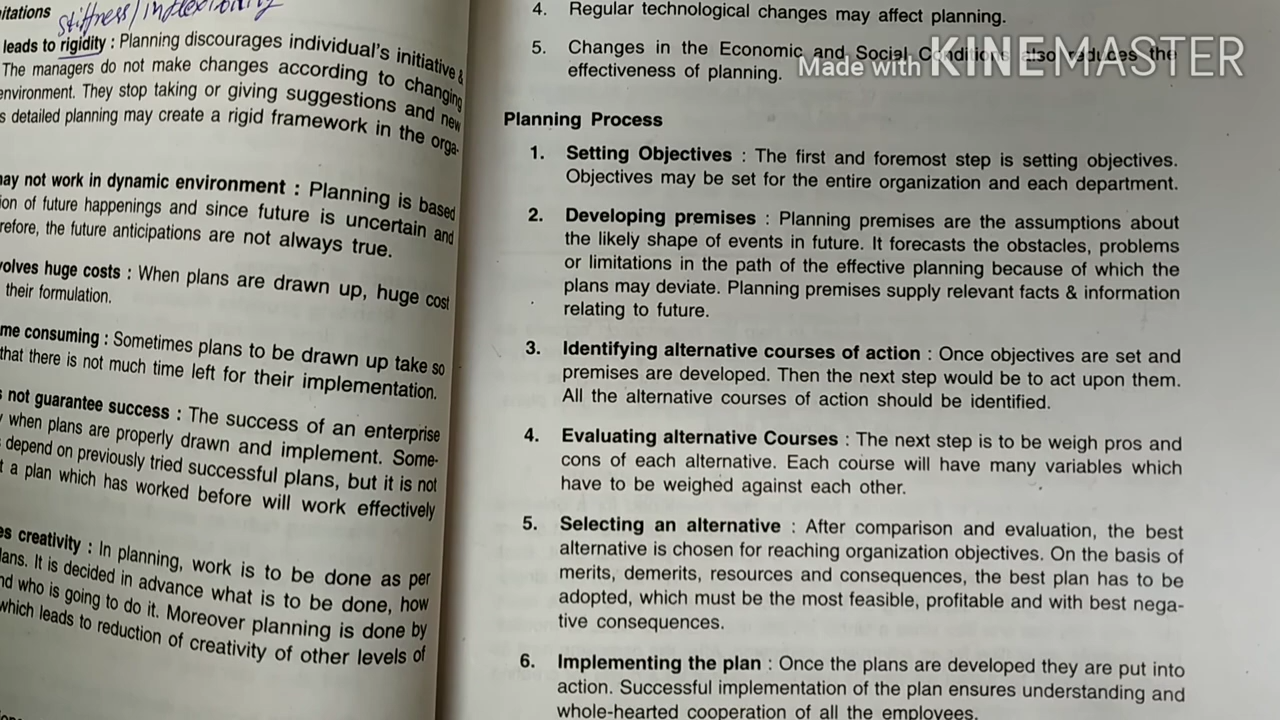 itations
stiffness/inflexibility
leads to rigidity : Planning discourages individual's initiative &
The managers do not make changes according to changing
environment. They stop taking or giving suggestions and new
s detailed planning may create a rigid framework in the orga-
may not work in dynamic environment : Planning is based
ion of future happenings and since future is uncertain and
refore, the future anticipations are not always true.
volves huge costs : When plans are drawn up, huge cost
their formulation.
me consuming : Sometimes plans to be drawn up take so
that there is not much time left for their implementation.
s not guarantee success : The success of an enterprise
y when plans are properly drawn and implement. Some-
s depend on previously tried successful plans, but it is not
t a plan which has worked before will work effectively
es creativity : In planning, work is to be done as per
lans. It is decided in advance what is to be done, how
nd who is going to do it. Moreover planning is done by
which leads to reduction of creativity of other levels of
4. Regular technological changes may affect planning.
5. Changes in the Economic and Social Conditions also reduces the
effectiveness of planning.
Made with KINEMASTER
Planning Process
1. Setting Objectives : The first and foremost step is setting objectives.
Objectives may be set for the entire organization and each department.
2. Developing premises : Planning premises are the assumptions about
the likely shape of events in future. It forecasts the obstacles, problems
or limitations in the path of the effective planning because of which the
plans may deviate. Planning premises supply relevant facts & information
relating to future.
3. Identifying alternative courses of action : Once objectives are set and
premises are developed. Then the next step would be to act upon them.
All the alternative courses of action should be identified.
4. Evaluating alternative Courses : The next step is to be weigh pros and
cons of each alternative. Each course will have many variables which
have to be weighed against each other.
5. Selecting an alternative : After comparison and evaluation, the best
alternative is chosen for reaching organization objectives. On the basis of
merits, demerits, resources and consequences, the best plan has to be
adopted, which must be the most feasible, profitable and with best nega-
tive consequences.
6. Implementing the plan : Once the plans are developed they are put into
action. Successful implementation of the plan ensures understanding and
whole-hearted cooperation of all the employees.